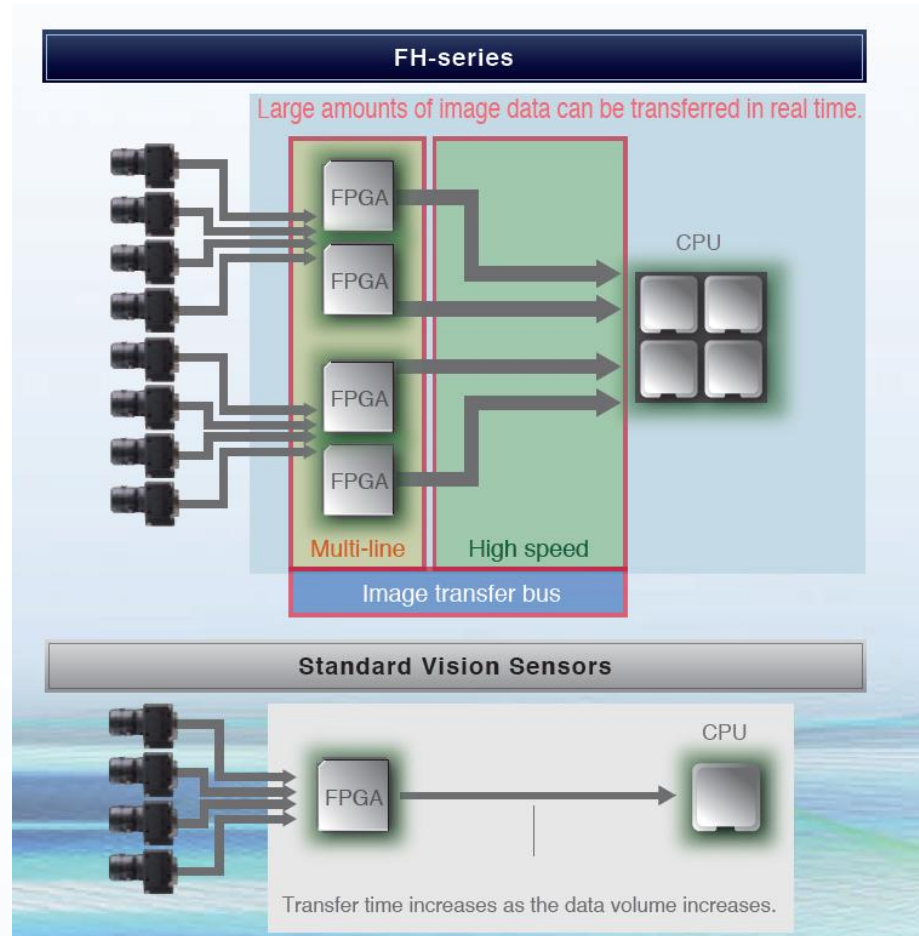 FH-series
Large amounts of image data can be transferred in real time.
FPGA
CPU
FPGA
FPGA
FPGA
Multi-line
High speed
Image transfer bus
Standard Vision Sensors
CPU
FPGA
Transfer time increases as the data volume increases.